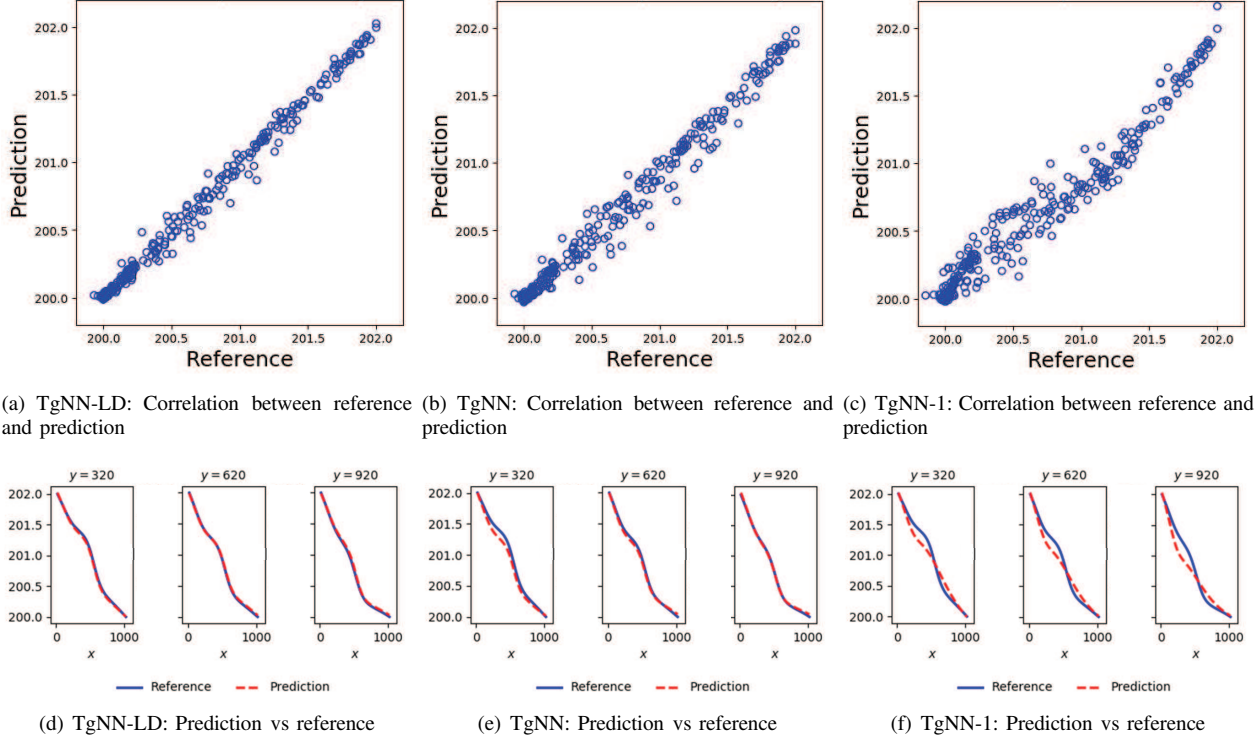 202.0
201.5
201.0
200.5
200.0
Prediction
200.0 200.5 201.0 201.5 202.0
Reference
202.0
201.5
201.0
200.5
200.0
Prediction
200.0 200.5 201.0 201.5 202.0
Reference
202.0
201.5
201.0
200.5
200.0
Prediction
200.0 200.5 201.0 201.5 202.0
Reference
(a) TgNN-LD: Correlation between reference
and prediction
(b) TgNN: Correlation between reference and
prediction
(c) TgNN-1: Correlation between reference and
prediction
y = 320 y = 620 y = 920
202.0
201.5
201.0
200.5
200.0
0 1000 0 1000 0 1000
x x x
Reference Prediction
y = 320 y = 620 y = 920
202.0
201.5
201.0
200.5
200.0
0 1000 0 1000 0 1000
x x x
Reference Prediction
y = 320 y = 620 y = 920
202.0
201.5
201.0
200.5
200.0
0 1000 0 1000 0 1000
x x x
Reference Prediction
(d) TgNN-LD: Prediction vs reference
(e) TgNN: Prediction vs reference
(f) TgNN-1: Prediction vs reference